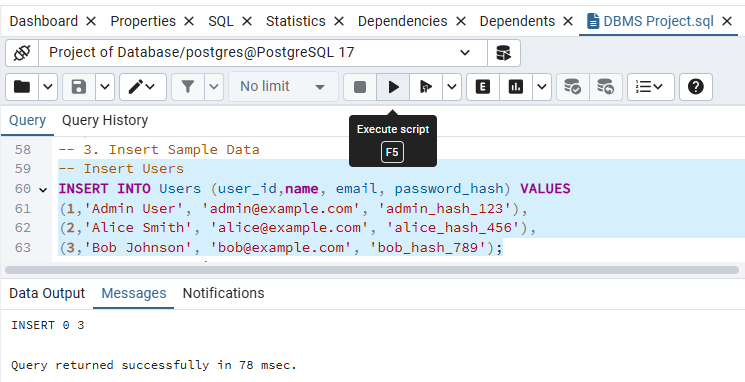 Dashboard Properties SQL Statistics Dependencies Dependents DBMS Project.sql
Project of Database/postgres@PostgreSQL 17
No limit
E
Query Query History
Execute script
F5
58 -- 3. Insert Sample Data
59 -- Insert Users
60 INSERT INTO Users (user_id,name, email, password_hash) VALUES
61 (1,'Admin User', 'admin@example.com', 'admin_hash_123'),
62 (2,'Alice Smith', 'alice@example.com', 'alice_hash_456'),
63 (3,'Bob Johnson', 'bob@example.com', 'bob_hash_789');
Data Output Messages Notifications
INSERT 0 3
Query returned successfully in 78 msec.